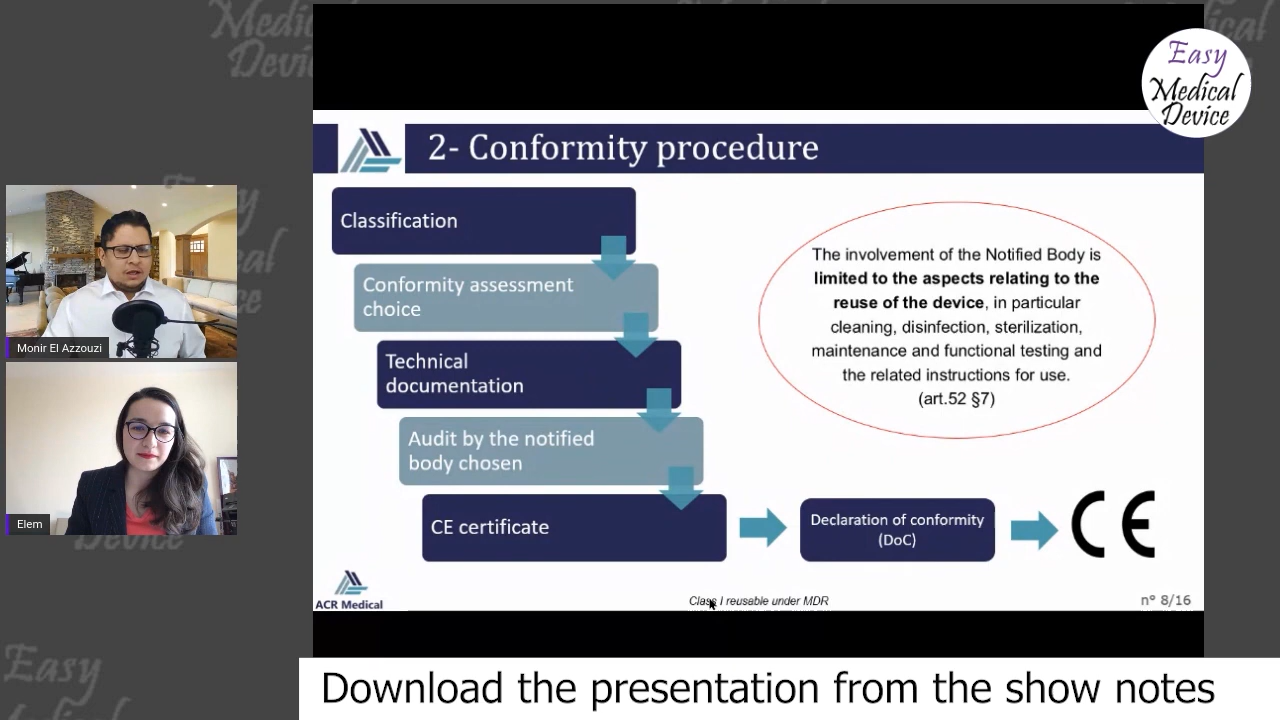 Easy
Medical
Device
2- Conformity procedure
Classification
Conformity assessment
choice
Technical
documentation
Audit by the notified
body chosen
CE certificate
Declaration of conformity
(DoC)
CE
The involvement of the Notified Body is
limited to the aspects relating to the
reuse of the device, in particular
cleaning, disinfection, sterilization,
maintenance and functional testing and
the related instructions for use.
(art.52 §7)
Monir El Azzouzi
Elem
ACR Medical
Class I reusable under MDR
n° 8/16
Easy
Medical
Download the presentation from the show notes